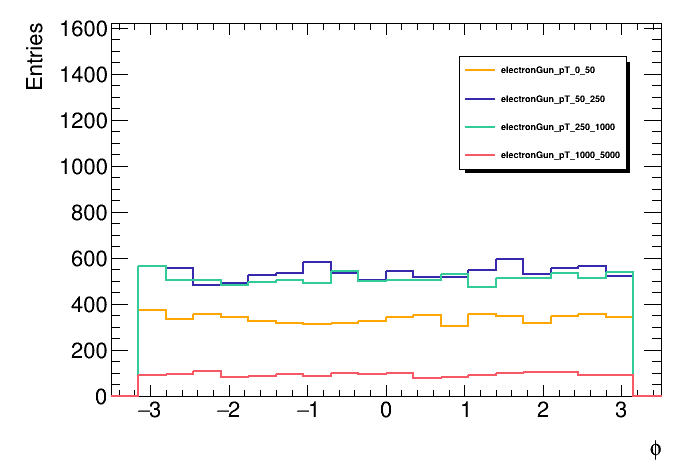 Entries
1600
1400
1200
1000
800
600
400
200
0
electronGun_pT_0_50
electronGun_pT_50_250
electronGun_pT_250_1000
electronGun_pT_1000_5000
−3 −2 −1 0 1 2 3
ϕ